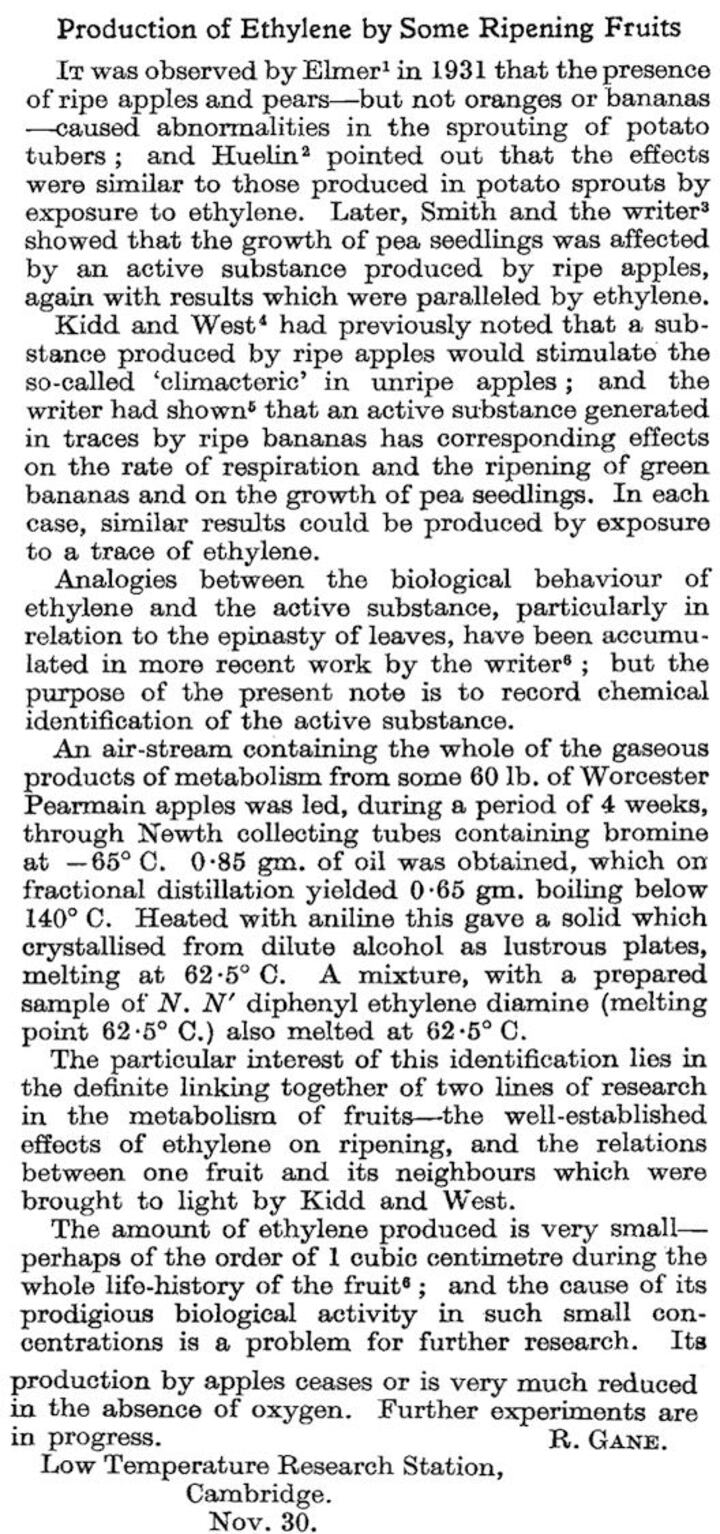 Production of Ethylene by Some Ripening Fruits
IT was observed by Elmer¹ in 1931 that the presence
of ripe apples and pears—but not oranges or bananas
—caused abnormalities in the sprouting of potato
tubers ; and Huelin² pointed out that the effects
were similar to those produced in potato sprouts by
exposure to ethylene. Later, Smith and the writer³
showed that the growth of pea seedlings was affected
by an active substance produced by ripe apples,
again with results which were paralleled by ethylene.
Kidd and West⁴ had previously noted that a sub-
stance produced by ripe apples would stimulate the
so-called ‘climacteric’ in unripe apples ; and the
writer had shown⁵ that an active substance generated
in traces by ripe bananas has corresponding effects
on the rate of respiration and the ripening of green
bananas and on the growth of pea seedlings. In each
case, similar results could be produced by exposure
to a trace of ethylene.
Analogies between the biological behaviour of
ethylene and the active substance, particularly in
relation to the epinasty of leaves, have been accumu-
lated in more recent work by the writer⁶ ; but the
purpose of the present note is to record chemical
identification of the active substance.
An air-stream containing the whole of the gaseous
products of metabolism from some 60 lb. of Worcester
Pearmain apples was led, during a period of 4 weeks,
through Newth collecting tubes containing bromine
at −65° C. 0·85 gm. of oil was obtained, which on
fractional distillation yielded 0·65 gm. boiling below
140° C. Heated with aniline this gave a solid which
crystallised from dilute alcohol as lustrous plates,
melting at 62·5° C. A mixture, with a prepared
sample of N. N′ diphenyl ethylene diamine (melting
point 62·5° C.) also melted at 62·5° C.
The particular interest of this identification lies in
the definite linking together of two lines of research
in the metabolism of fruits—the well-established
effects of ethylene on ripening, and the relations
between one fruit and its neighbours which were
brought to light by Kidd and West.
The amount of ethylene produced is very small—
perhaps of the order of 1 cubic centimetre during the
whole life-history of the fruit⁶ ; and the cause of its
prodigious biological activity in such small con-
centrations is a problem for further research. Its
production by apples ceases or is very much reduced
in the absence of oxygen. Further experiments are
in progress. R. GANE.
Low Temperature Research Station,
Cambridge.
Nov. 30.